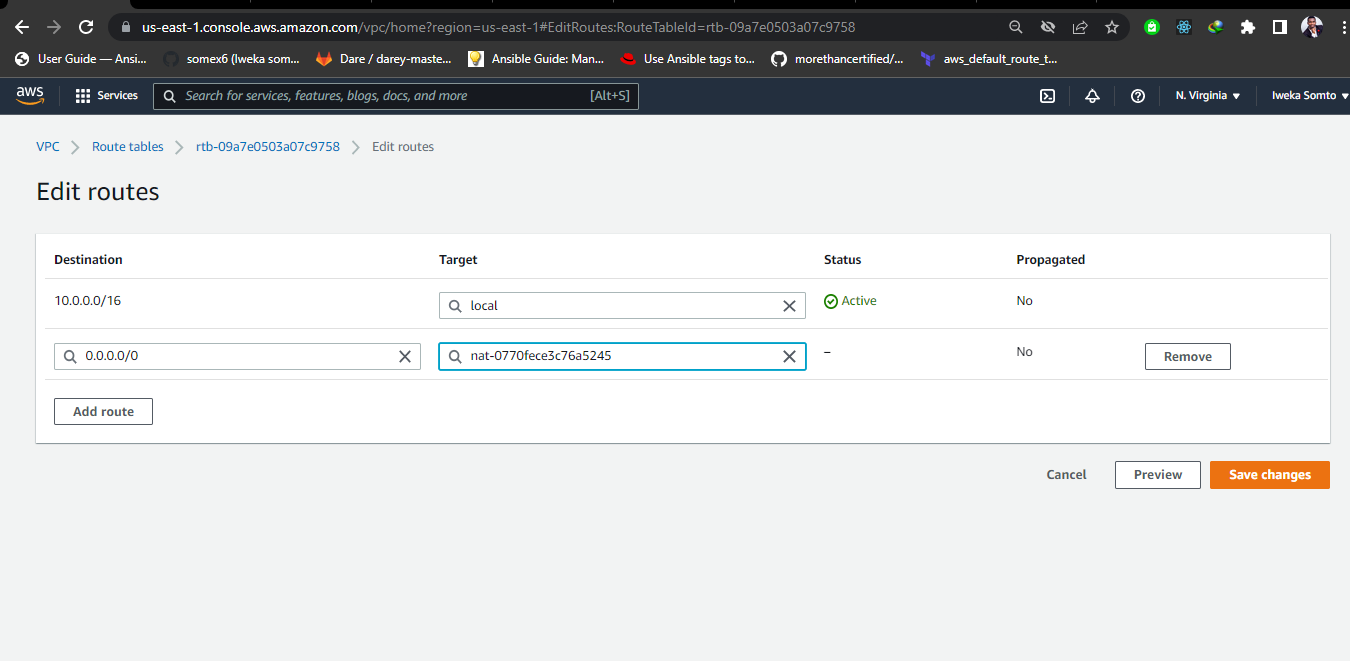 us-east-1.console.aws.amazon.com/vpc/home?region=us-east-1#EditRoutes:RouteTableId=rtb-09a7e0503a07c9758
User Guide — Ansi... somex6 (Iweka som... Dare / darey-maste... Ansible Guide: Man... Use Ansible tags to... morethancertified/... aws_default_route_t...
aws Services Search for services, features, blogs, docs, and more [Alt+S] N. Virginia Iweka Somto
VPC Route tables rtb-09a7e0503a07c9758 Edit routes
Edit routes
Destination Target Status Propagated
10.0.0.0/16 local Active No
0.0.0.0/0 nat-0770fece3c76a5245 – No Remove
Add route
Cancel Preview Save changes